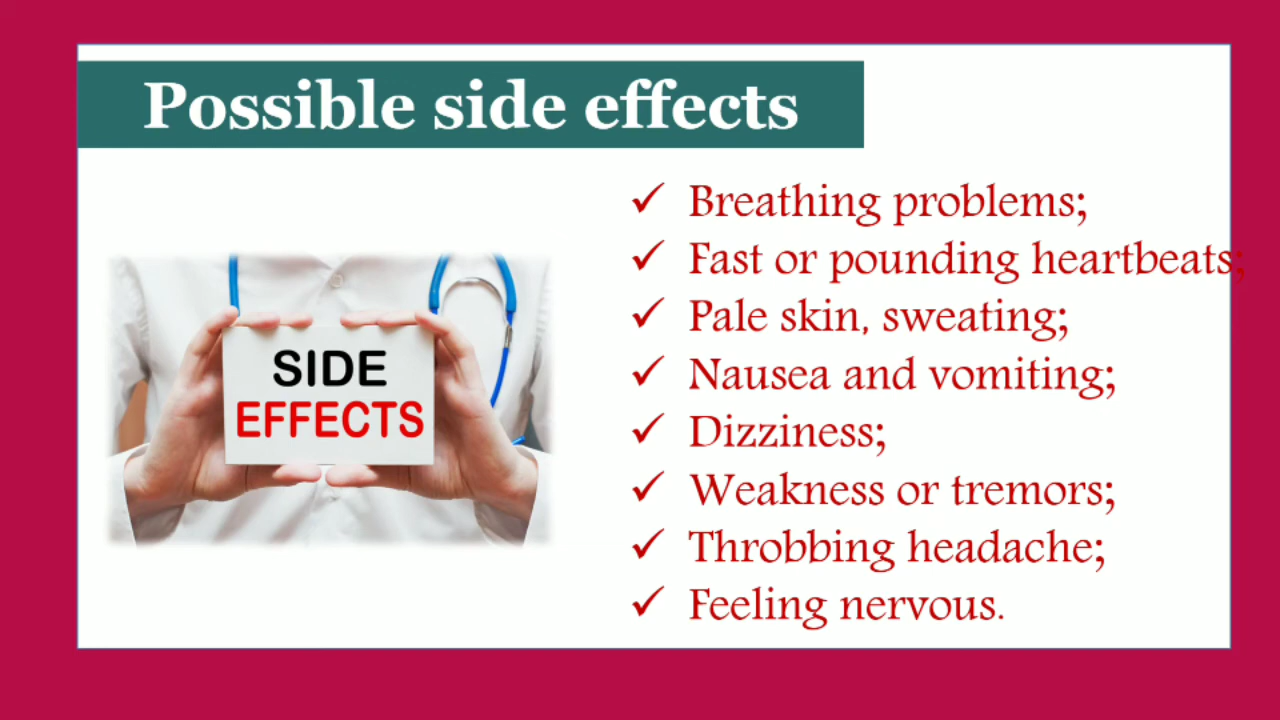 Possible side effects
SIDE
EFFECTS
✓ Breathing problems;
✓ Fast or pounding heartbeats;
✓ Pale skin, sweating;
✓ Nausea and vomiting;
✓ Dizziness;
✓ Weakness or tremors;
✓ Throbbing headache;
✓ Feeling nervous.